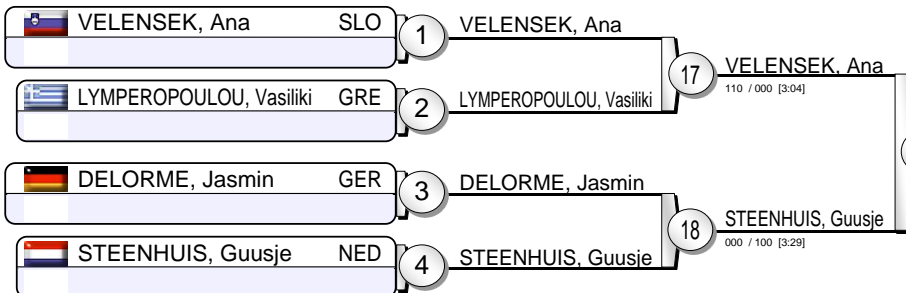 VELENSEK, Ana SLO
1
VELENSEK, Ana
LYMPEROPOULOU, Vasiliki GRE
2
LYMPEROPOULOU, Vasiliki
17
VELENSEK, Ana
110 / 000 [3:04]
DELORME, Jasmin GER
3
DELORME, Jasmin
STEENHUIS, Guusje NED
4
STEENHUIS, Guusje
18
STEENHUIS, Guusje
000 / 100 [3:29]